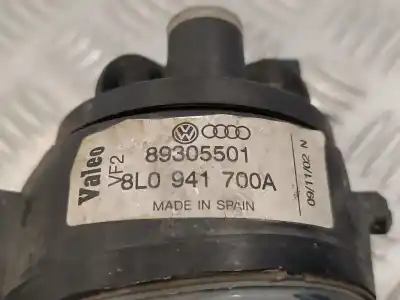 Valeo
VF2
89305501
8L0 941 700A
MADE IN SPAIN
09/11/02 N